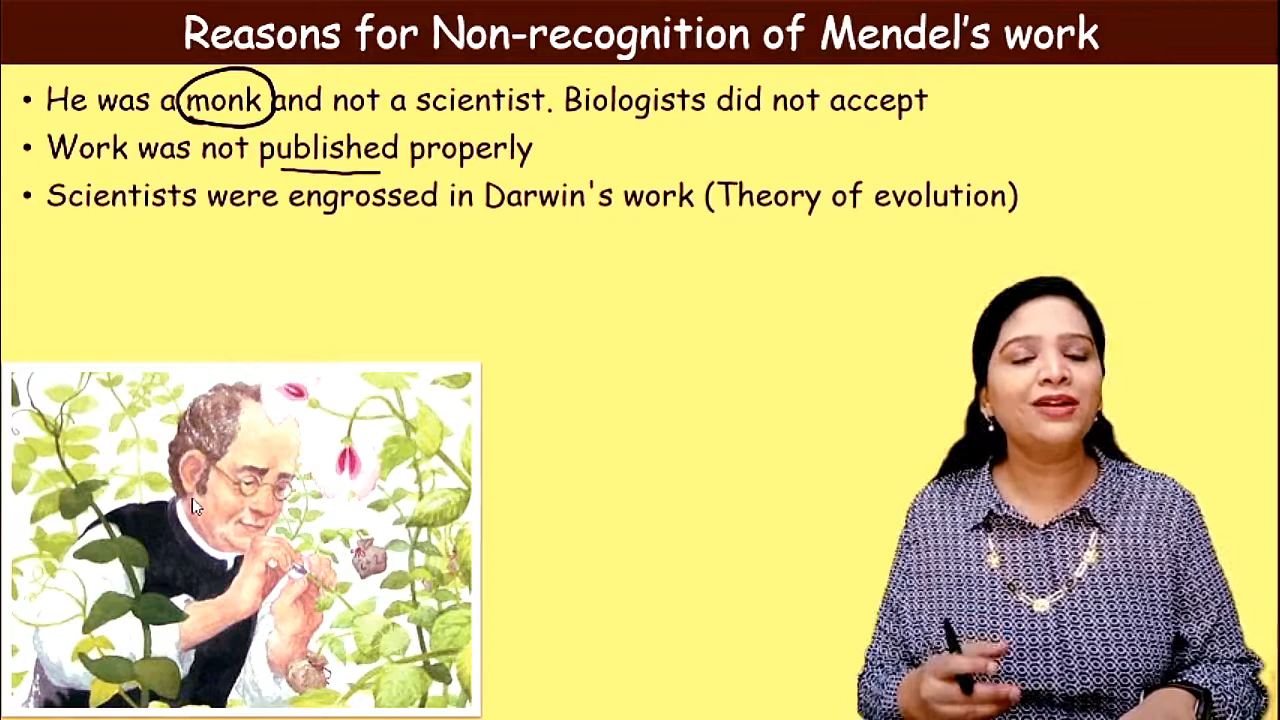 Reasons for Non-recognition of Mendel's work
• He was a monk and not a scientist. Biologists did not accept
• Work was not published properly
• Scientists were engrossed in Darwin's work (Theory of evolution)